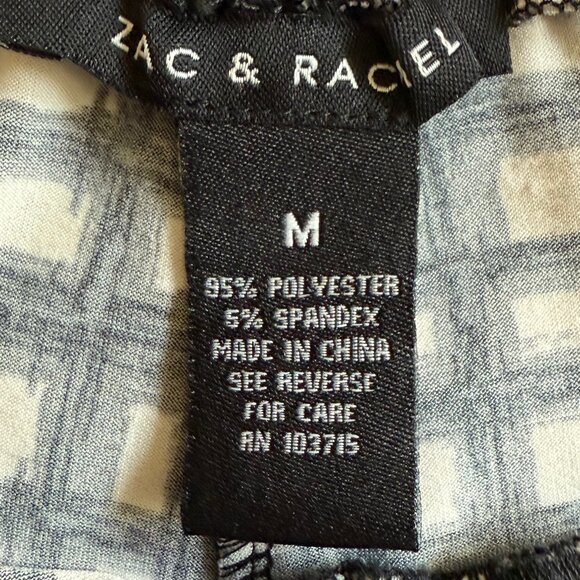 ZAC & RACHEL
M
95% POLYESTER
5% SPANDEX
MADE IN CHINA
SEE REVERSE
FOR CARE
RN 103715